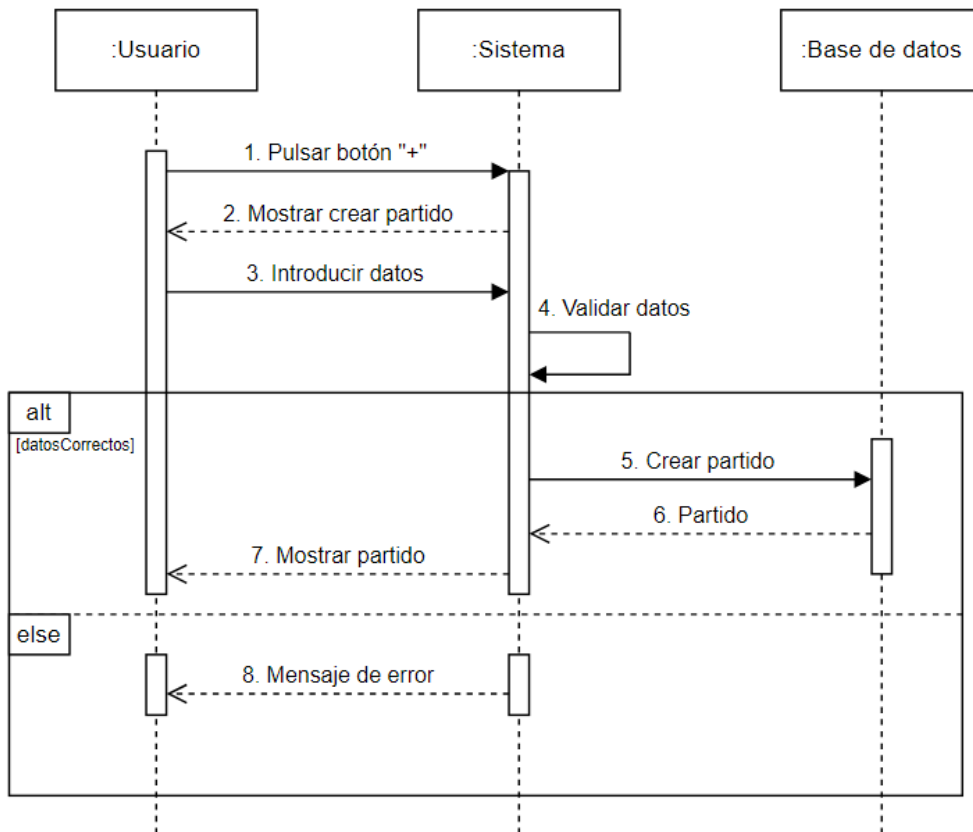 :Usuario
:Sistema
:Base de datos
1. Pulsar botón "+"
2. Mostrar crear partido
3. Introducir datos
4. Validar datos
alt
[datosCorrectos]
5. Crear partido
6. Partido
7. Mostrar partido
else
8. Mensaje de error